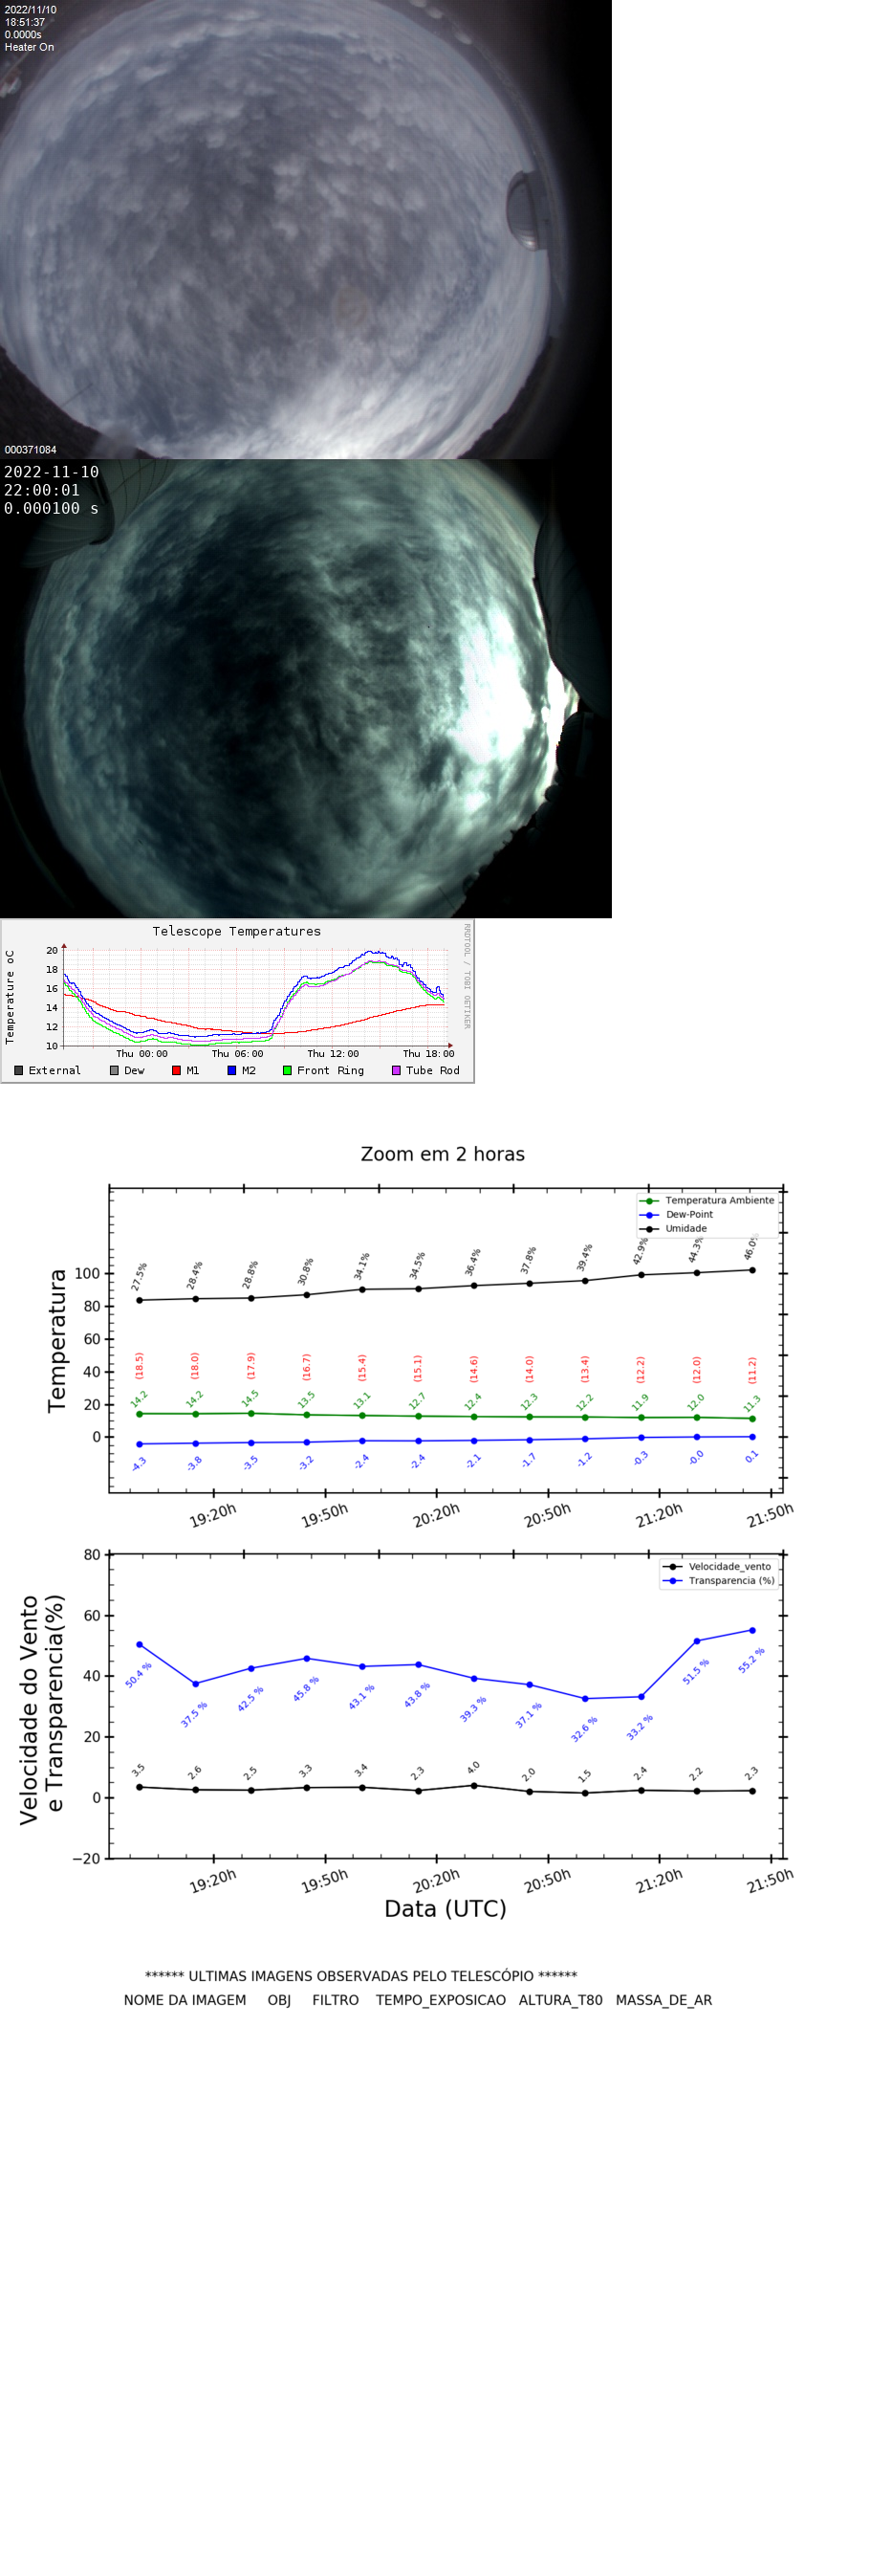 2022/11/10
18:51:37
0.0000s
Heater On
000371084
2022-11-10
22:00:01
0.000100 s
Telescope Temperatures
RRDTOOL / TOBI OETIKER
Temperature oC
20
18
16
14
12
10
Thu 00:00 Thu 06:00 Thu 12:00 Thu 18:00
External Dew M1 M2 Front Ring Tube Rod
Zoom em 2 horas
Temperatura Ambiente
Dew-Point
Umidade
Temperatura
100
80
60
40
20
0
27.5% 28.4% 28.8% 30.8% 34.1% 34.5% 36.4% 37.8% 39.4% 42.9% 44.3% 46.0%
(18.5) (18.0) (17.9) (16.7) (15.4) (15.1) (14.6) (14.0) (13.4) (12.2) (12.0) (11.2)
14.2 14.2 14.5 13.5 13.1 12.7 12.4 12.3 12.2 11.9 12.0 11.3
-4.3 -3.8 -3.5 -3.2 -2.4 -2.4 -2.1 -1.7 -1.2 -0.3 -0.0 0.1
19:20h 19:50h 20:20h 20:50h 21:20h 21:50h
Velocidade_vento
Transparencia (%)
Velocidade do Vento
e Transparencia(%)
80
60
40
20
0
−20
50.4 % 37.5 % 42.5 % 45.8 % 43.1 % 43.8 % 39.3 % 37.1 % 32.6 % 33.2 % 51.5 % 55.2 %
3.5 2.6 2.5 3.3 3.4 2.3 4.0 2.0 1.5 2.4 2.2 2.3
19:20h 19:50h 20:20h 20:50h 21:20h 21:50h
Data (UTC)
****** ULTIMAS IMAGENS OBSERVADAS PELO TELESCÓPIO ******
NOME DA IMAGEM OBJ FILTRO TEMPO_EXPOSICAO ALTURA_T80 MASSA_DE_AR